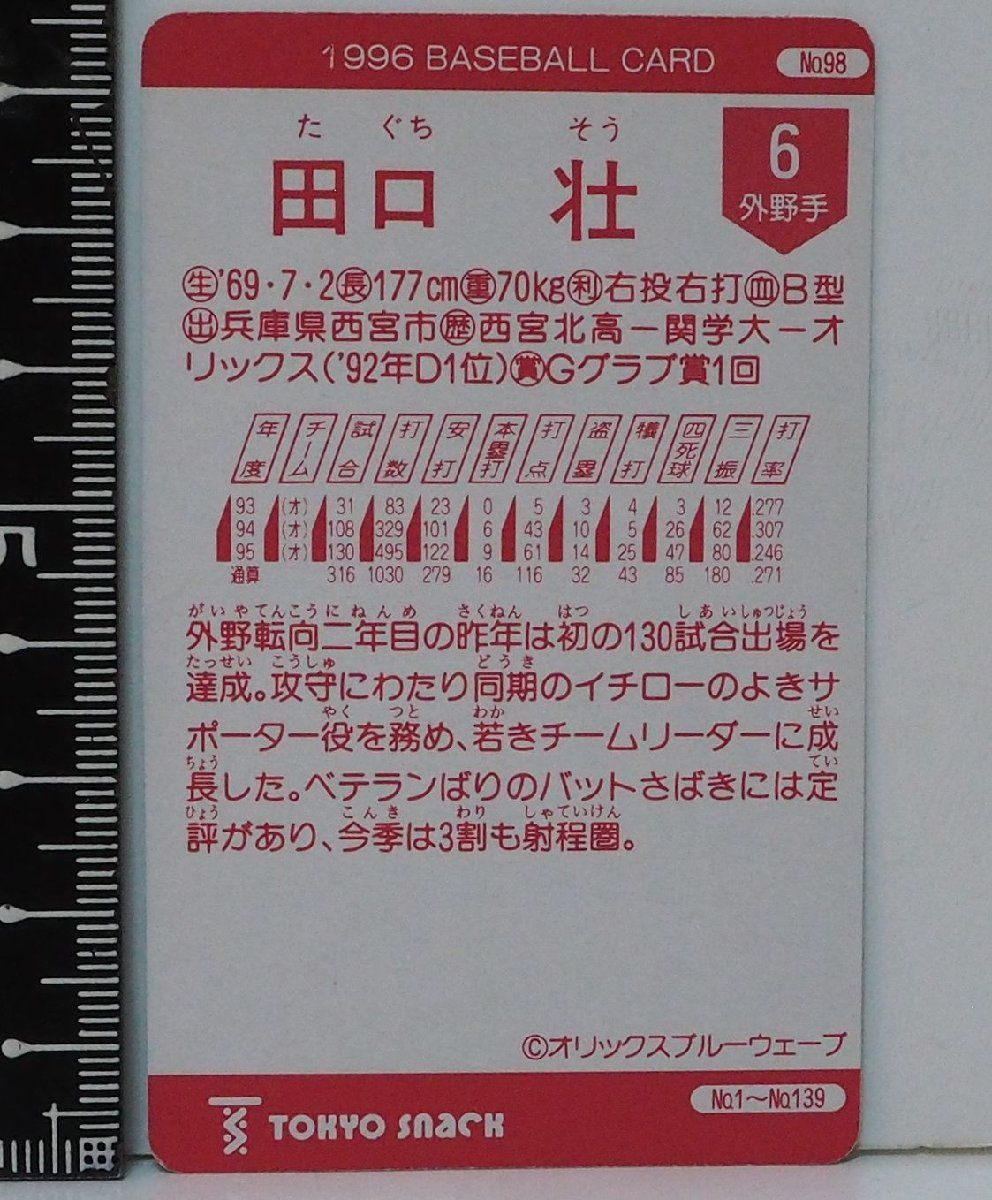 1996 BASEBALL CARD No.98
た ぐち そう
田口 壮
6
外野手
生'69・7・2長177cm重70kg利右投右打血B型
出兵庫県西宮市歴西宮北高ー関学大ーオ
リックス('92年D1位)賞Gグラブ賞1回
年度 チーム 試合 打数 安打 本塁打 打点 盗塁 犠打 四死球 三振 打率
93 (オ) 31 83 23 0 5 3 4 3 12 .277
94 (オ) 108 329 101 6 43 10 5 26 62 .307
95 (オ) 130 495 122 9 61 14 25 47 80 .246
通算 316 1030 279 16 116 32 43 85 180 .271
がいやてんこうにねんめ さくねん はつ しあいしゅつじょう
外野転向二年目の昨年は初の130試合出場を
たっせい こうしゅ どうき
達成。攻守にわたり同期のイチローのよきサ
やく つと わか せい
ポーター役を務め、若きチームリーダーに成
ちょう てい
長した。ベテランばりのバットさばきには定
ひょう こんき わり しゃていけん
評があり、今季は3割も射程圏。
©オリックスブルーウェーブ
No.1〜No.139
TOKYO SNACK
5